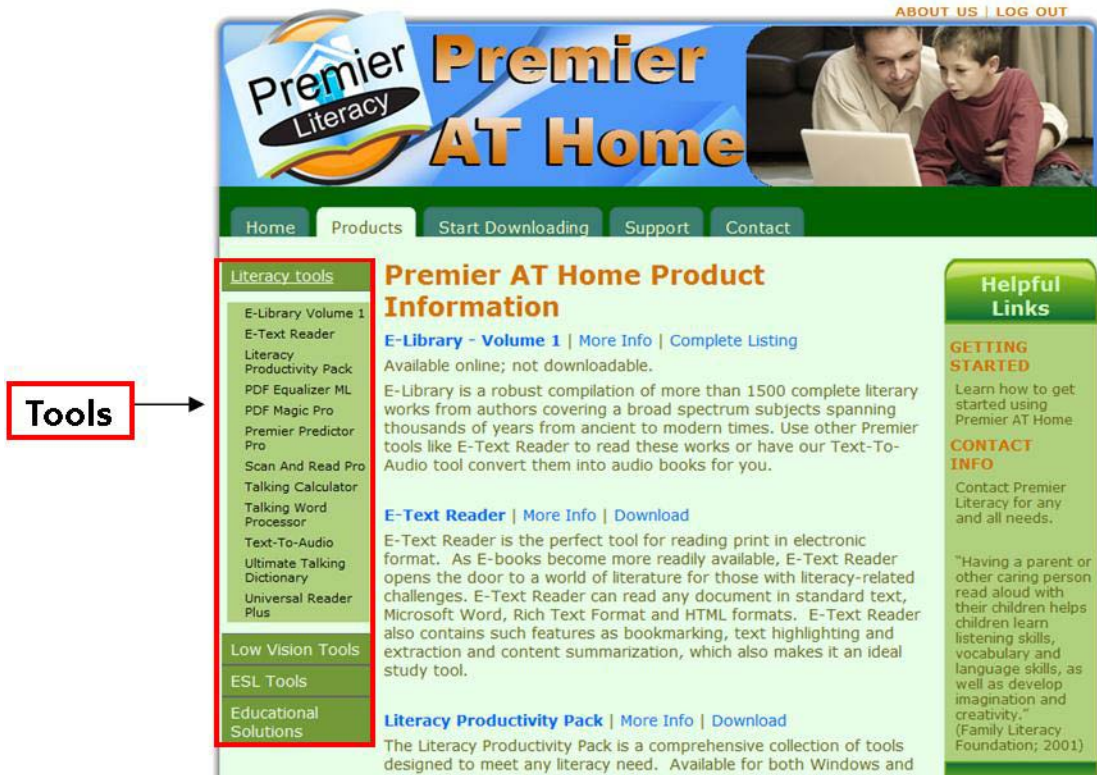 ABOUT US | LOG OUT
Premier
Literacy
Premier
AT Home
Home
Products
Start Downloading
Support
Contact
Tools
Literacy tools
E-Library Volume 1
E-Text Reader
Literacy
Productivity Pack
PDF Equalizer ML
PDF Magic Pro
Premier Predictor
Pro
Scan And Read Pro
Talking Calculator
Talking Word
Processor
Text-To-Audio
Ultimate Talking
Dictionary
Universal Reader
Plus
Low Vision Tools
ESL Tools
Educational
Solutions
Premier AT Home Product
Information
E-Library - Volume 1 | More Info | Complete Listing
Available online; not downloadable.
E-Library is a robust compilation of more than 1500 complete literary
works from authors covering a broad spectrum subjects spanning
thousands of years from ancient to modern times. Use other Premier
tools like E-Text Reader to read these works or have our Text-To-
Audio tool convert them into audio books for you.
E-Text Reader | More Info | Download
E-Text Reader is the perfect tool for reading print in electronic
format.  As E-books become more readily available, E-Text Reader
opens the door to a world of literature for those with literacy-related
challenges. E-Text Reader can read any document in standard text,
Microsoft Word, Rich Text Format and HTML formats.  E-Text Reader
also contains such features as bookmarking, text highlighting and
extraction and content summarization, which also makes it an ideal
study tool.
Literacy Productivity Pack | More Info | Download
The Literacy Productivity Pack is a comprehensive collection of tools
designed to meet any literacy need.  Available for both Windows and
Helpful
Links
GETTING
STARTED
Learn how to get
started using
Premier AT Home
CONTACT
INFO
Contact Premier
Literacy for any
and all needs.
"Having a parent or
other caring person
read aloud with
their children helps
children learn
listening skills,
vocabulary and
language skills, as
well as develop
imagination and
creativity."
(Family Literacy
Foundation; 2001)